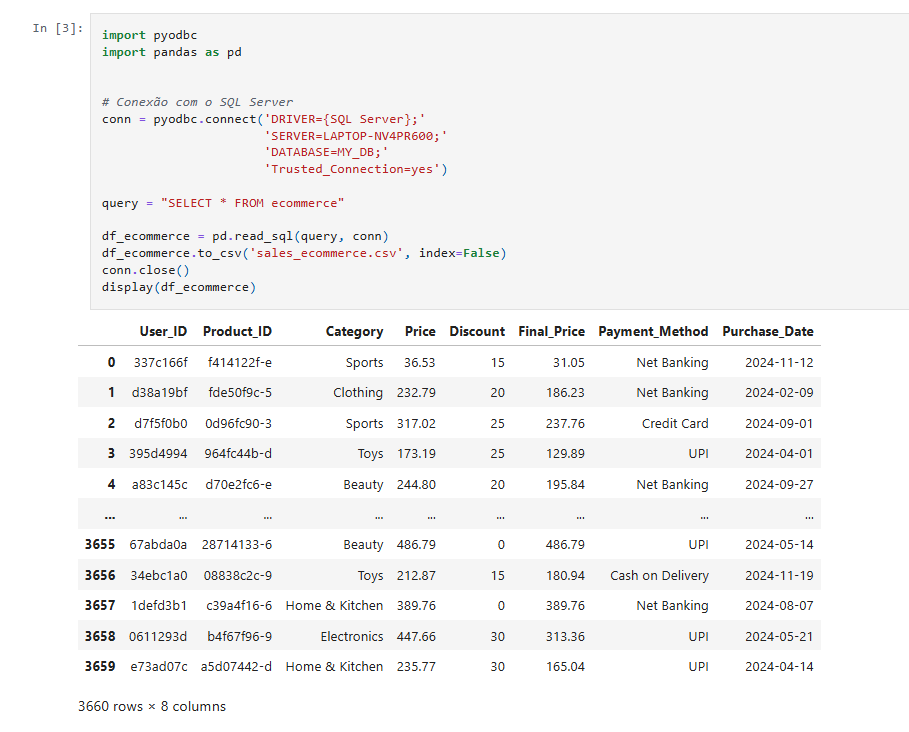 In [3]:
import pyodbc
import pandas as pd
# Conexão com o SQL Server
conn = pyodbc.connect('DRIVER={SQL Server};'
'SERVER=LAPTOP-NV4PR600;'
'DATABASE=MY_DB;'
'Trusted_Connection=yes')
query = "SELECT * FROM ecommerce"
df_ecommerce = pd.read_sql(query, conn)
df_ecommerce.to_csv('sales_ecommerce.csv', index=False)
conn.close()
display(df_ecommerce)
User_ID Product_ID Category Price Discount Final_Price Payment_Method Purchase_Date
0 337c166f f414122f-e Sports 36.53 15 31.05 Net Banking 2024-11-12
1 d38a19bf fde50f9c-5 Clothing 232.79 20 186.23 Net Banking 2024-02-09
2 d7f5f0b0 0d96fc90-3 Sports 317.02 25 237.76 Credit Card 2024-09-01
3 395d4994 964fc44b-d Toys 173.19 25 129.89 UPI 2024-04-01
4 a83c145c d70e2fc6-e Beauty 244.80 20 195.84 Net Banking 2024-09-27
... ... ... ... ... ... ... ... ...
3655 67abda0a 28714133-6 Beauty 486.79 0 486.79 UPI 2024-05-14
3656 34ebc1a0 08838c2c-9 Toys 212.87 15 180.94 Cash on Delivery 2024-11-19
3657 1defd3b1 c39a4f16-6 Home & Kitchen 389.76 0 389.76 Net Banking 2024-08-07
3658 0611293d b4f67f96-9 Electronics 447.66 30 313.36 UPI 2024-05-21
3659 e73ad07c a5d07442-d Home & Kitchen 235.77 30 165.04 UPI 2024-04-14
3660 rows × 8 columns